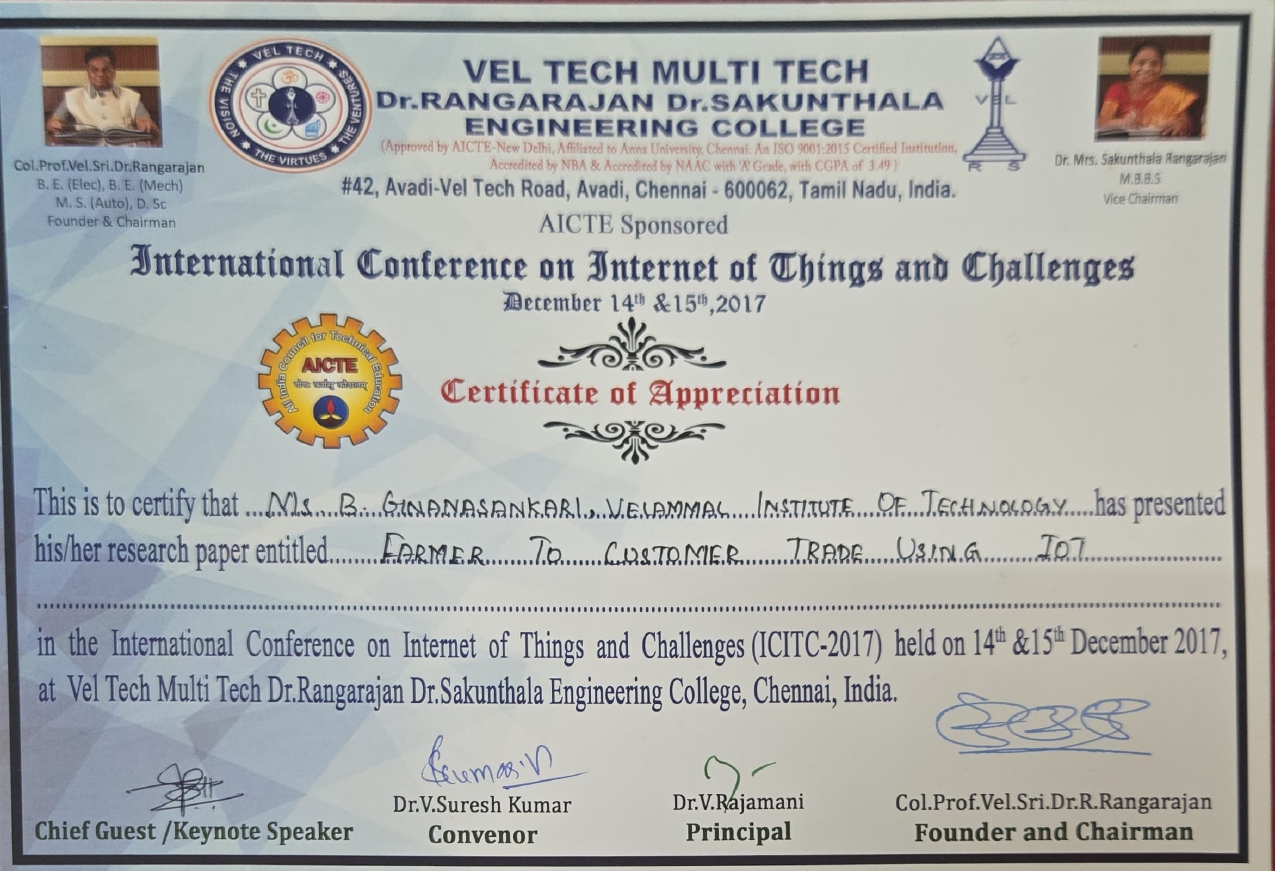 VEL TECH
THE VISION
THE VENTURES
THE VIRTUES
VEL TECH MULTI TECH
Dr.RANGARAJAN Dr.SAKUNTHALA
ENGINEERING COLLEGE
(Approved by AICTE-New Delhi, Affiliated to Anna University, Chennai. An ISO 9001:2015 Certified Institution,
Accredited by NBA & Accredited by NAAC with 'A' Grade, with CGPA of 3.49 )
#42, Avadi-Vel Tech Road, Avadi, Chennai - 600062, Tamil Nadu, India.
VEL
R S
Col.Prof.Vel.Sri.Dr.Rangarajan
B. E. (Elec), B. E. (Mech)
M. S. (Auto), D. Sc
Founder & Chairman
Dr. Mrs. Sakunthala Rangarajan
M.B.B.S
Vice Chairman
AICTE Sponsored
International Conference on Internet of Things and Challenges
December 14th &15th,2017
All India Council for Technical Education
AICTE
Certificate of Appreciation
This is to certify that ...Ms...B...GNANASANKARI.,.VELAMMAL....INSTITUTE...OF..TECHNOLOGY....has presented
his/her research paper entitled.......FARMER.......TO......CUSTOMER......TRADE....USING.....IOT..................
in the International Conference on Internet of Things and Challenges (ICITC-2017) held on 14th &15th December 2017,
at Vel Tech Multi Tech Dr.Rangarajan Dr.Sakunthala Engineering College, Chennai, India.
Chief Guest /Keynote Speaker
Dr.V.Suresh Kumar
Convenor
Dr.V.Rajamani
Principal
Col.Prof.Vel.Sri.Dr.R.Rangarajan
Founder and Chairman